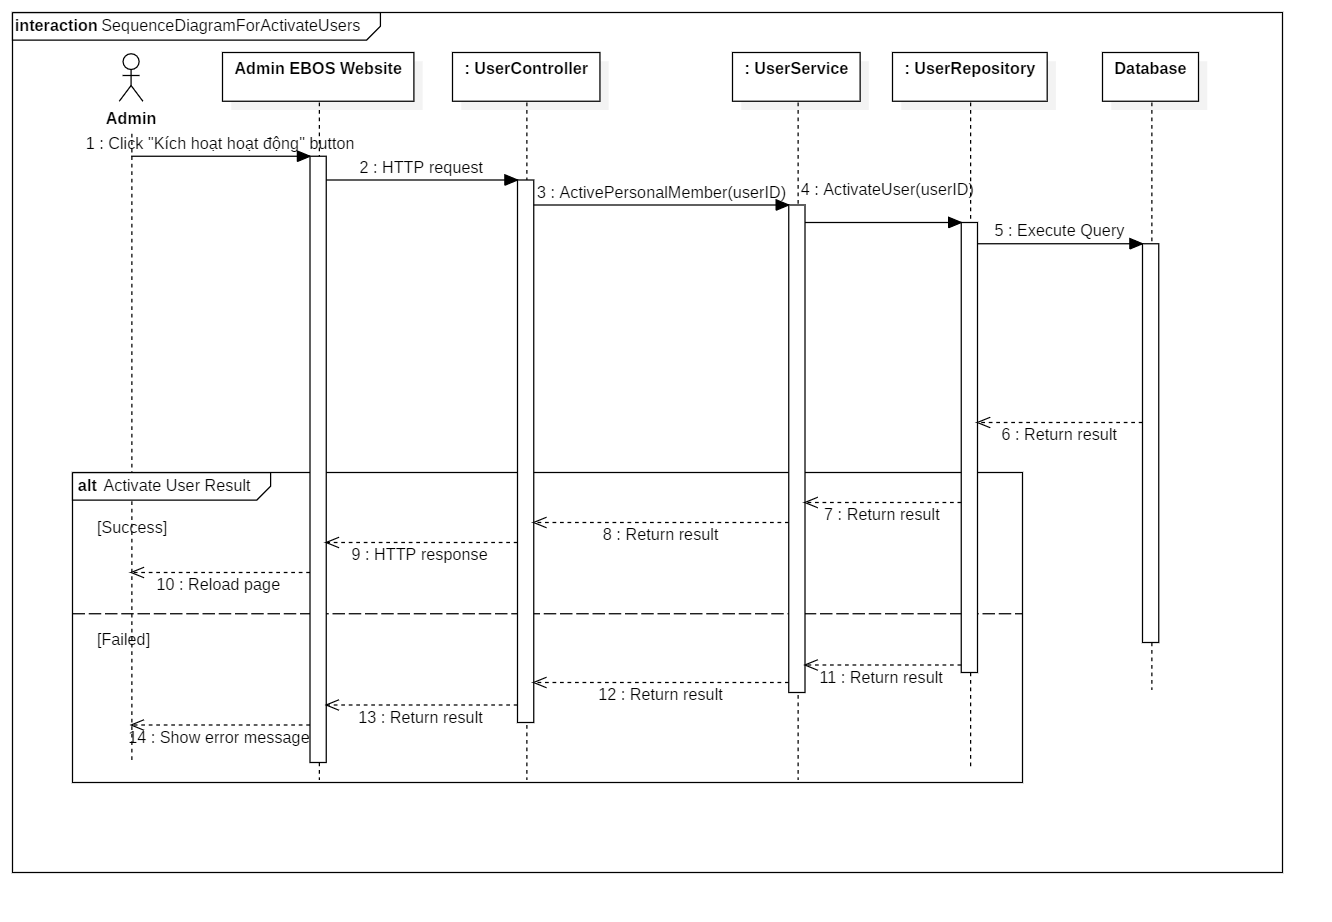 interaction SequenceDiagramForActivateUsers
Admin
Admin EBOS Website
: UserController
: UserService
: UserRepository
Database
1 : Click "Kích hoạt hoạt động" button
2 : HTTP request
3 : ActivePersonalMember(userID)
4 : ActivateUser(userID)
5 : Execute Query
6 : Return result
alt Activate User Result
[Success]
7 : Return result
8 : Return result
9 : HTTP response
10 : Reload page
[Failed]
11 : Return result
12 : Return result
13 : Return result
14 : Show error message